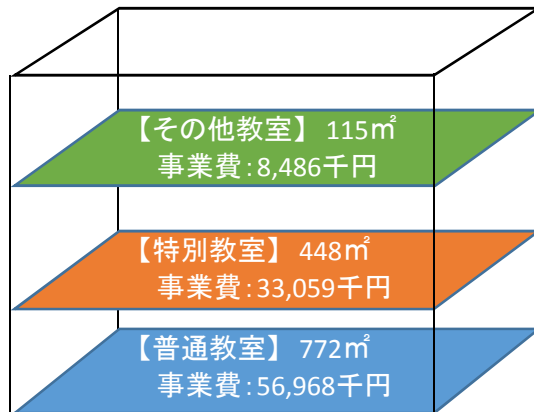 【その他教室】 115㎡
事業費：8,486千円
【特別教室】 448㎡
事業費：33,059千円
【普通教室】 772㎡
事業費：56,968千円